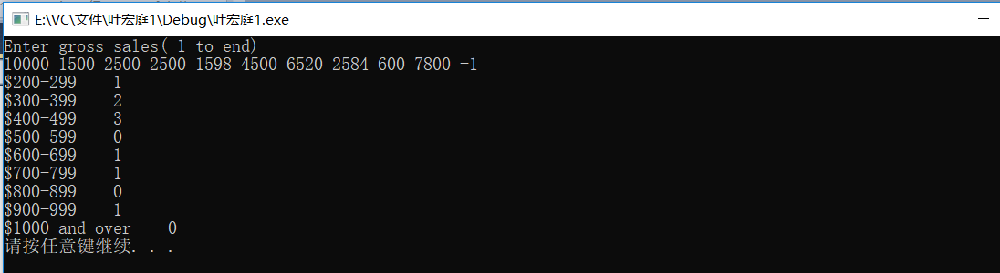 E:\VC\文件\叶宏庭1\Debug\叶宏庭1.exe
Enter gross sales(-1 to end)
10000 1500 2500 2500 1598 4500 6520 2584 600 7800 -1
$200-299    1
$300-399    2
$400-499    3
$500-599    0
$600-699    1
$700-799    1
$800-899    0
$900-999    1
$1000 and over    0
请按任意键继续. . .